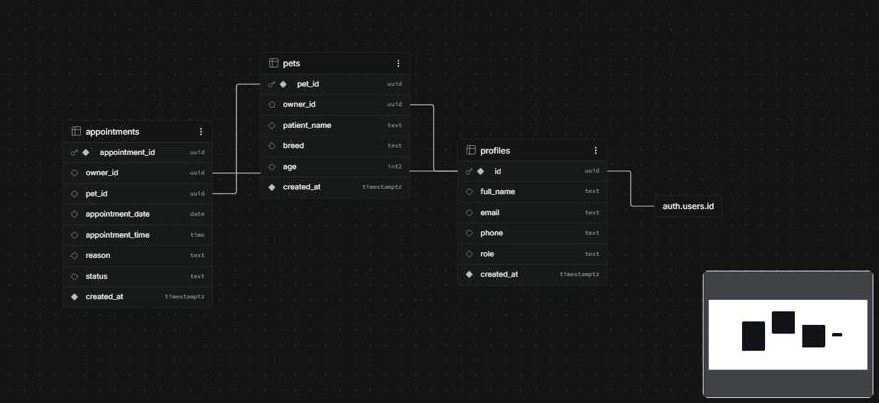 pets
pet_id uuid
owner_id uuid
patient_name text
breed text
age int2
created_at timestamptz
appointments
appointment_id uuid
owner_id uuid
pet_id uuid
appointment_date date
appointment_time time
reason text
status text
created_at timestamptz
profiles
id uuid
full_name text
email text
phone text
role text
created_at timestamptz
auth.users.id